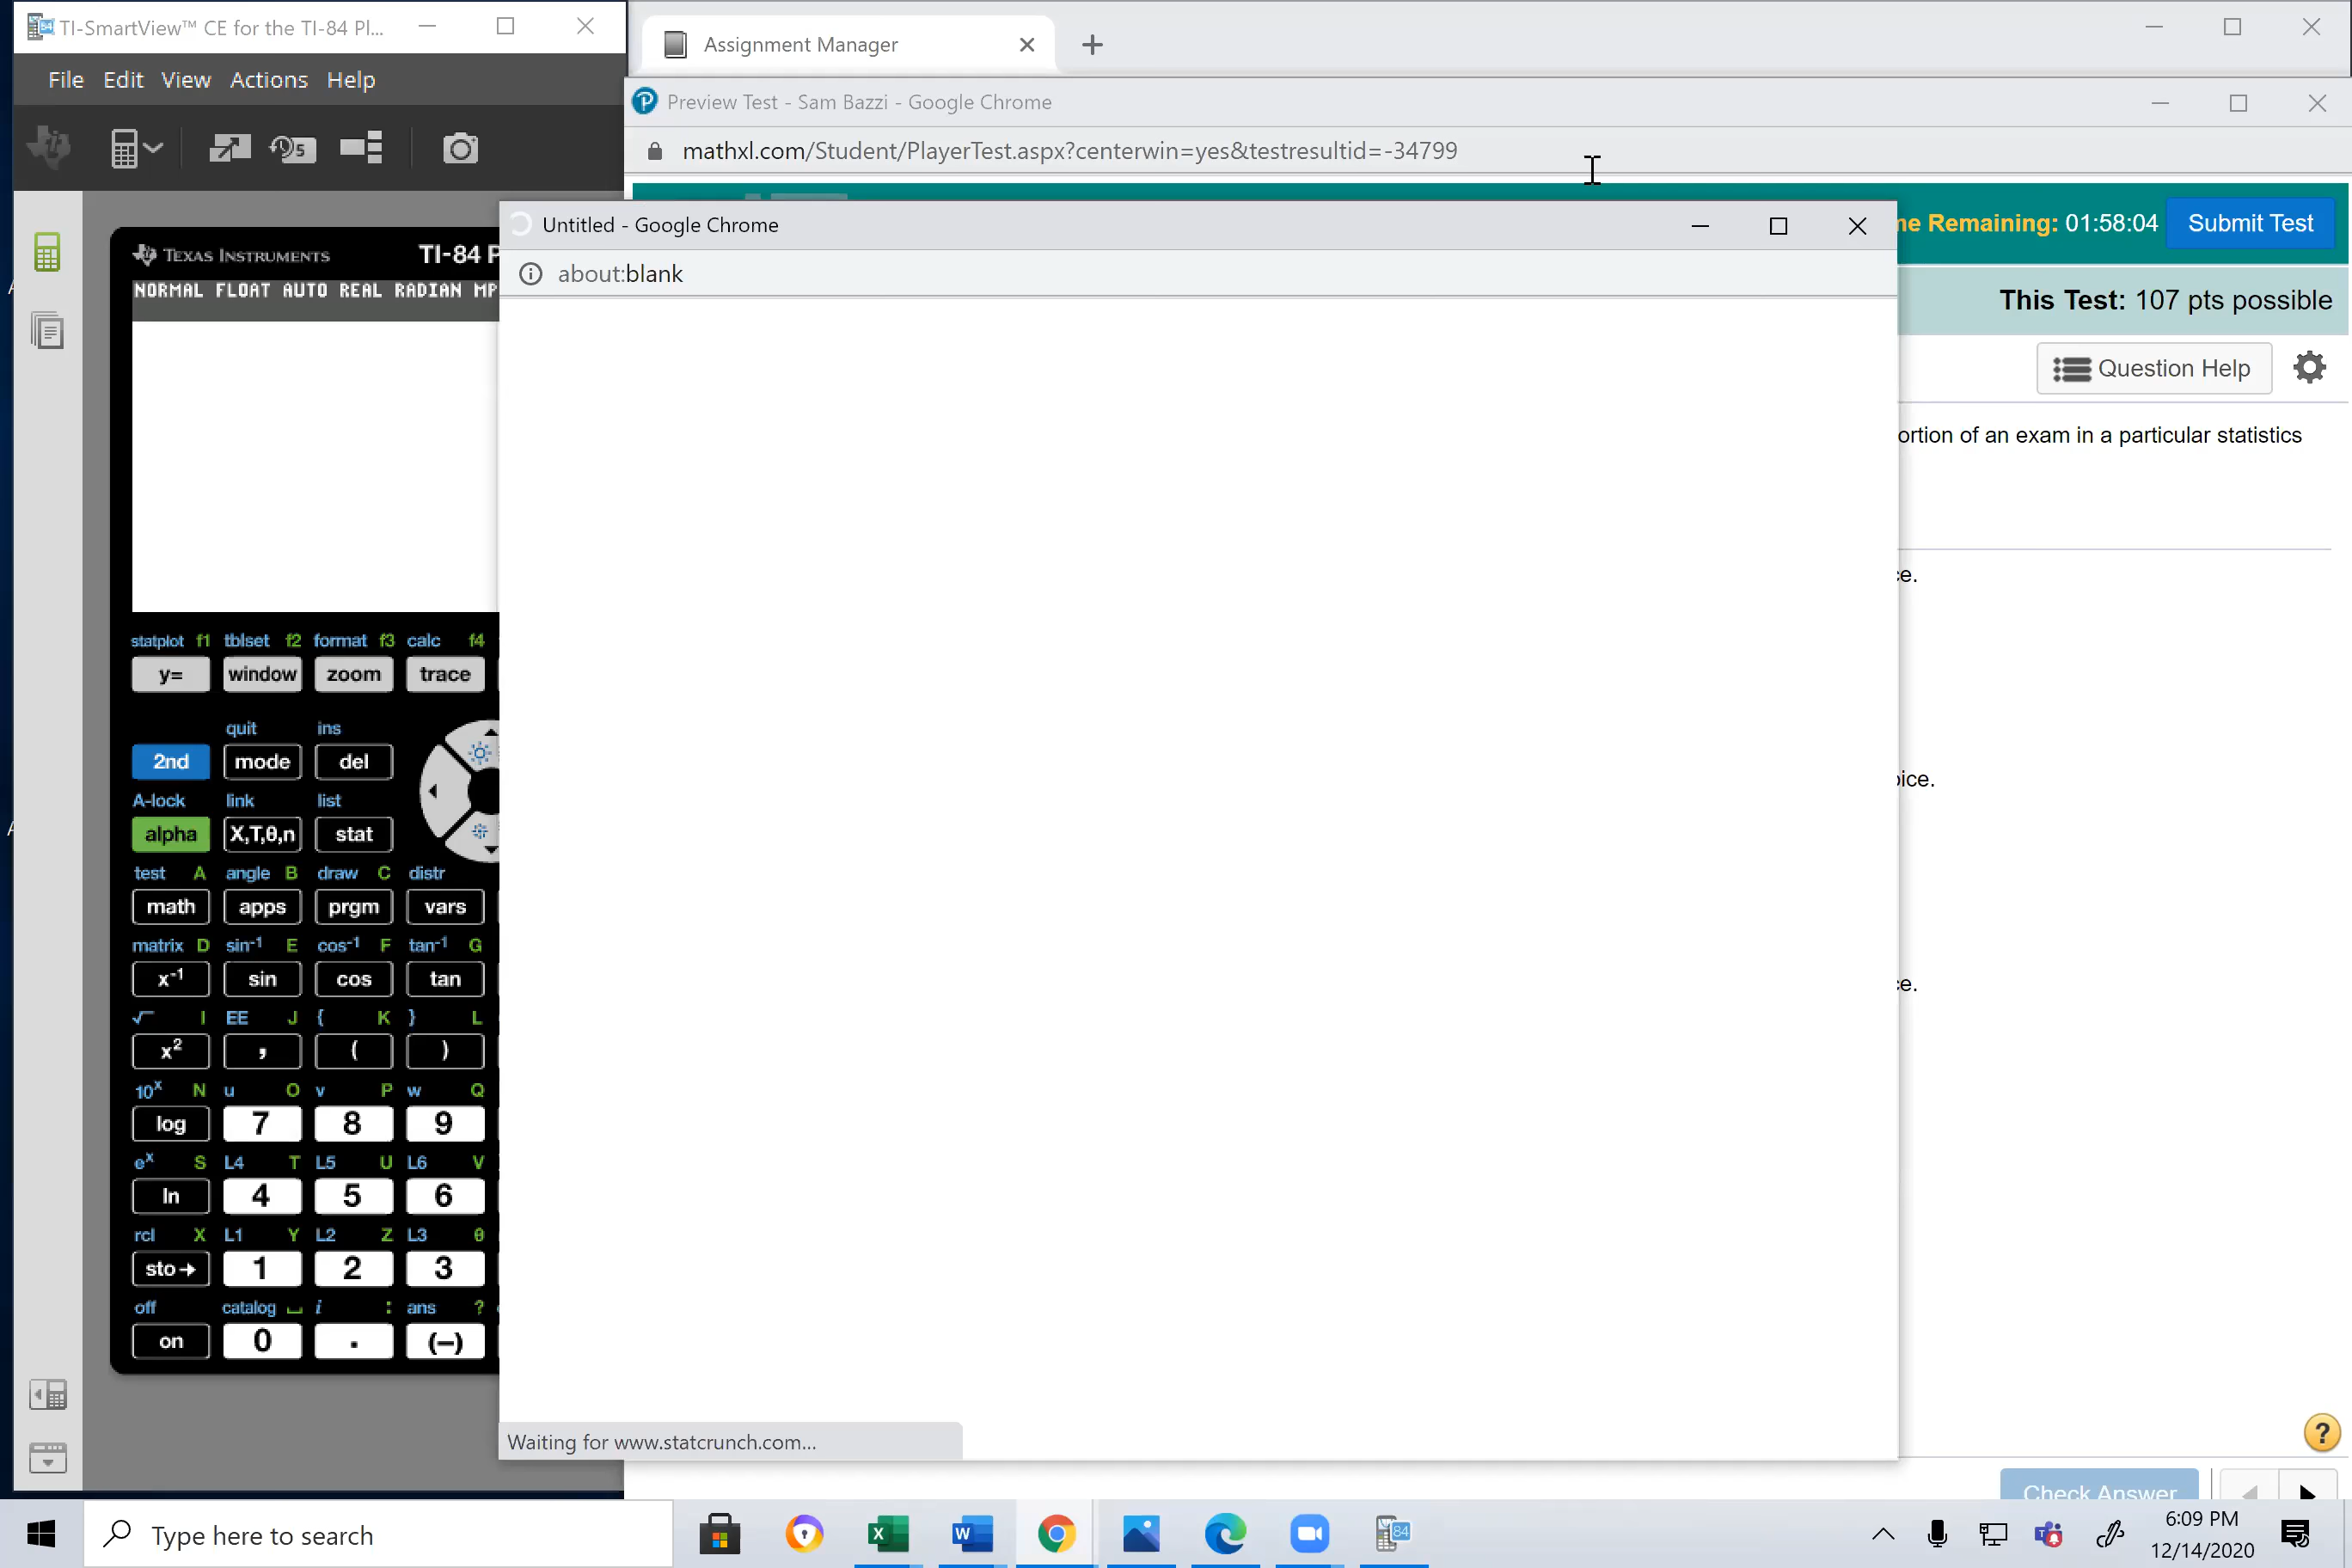 TI-SmartView™ CE for the TI-84 Pl...
File Edit View Actions Help
5
TEXAS INSTRUMENTS TI-84 P
NORMAL FLOAT AUTO REAL RADIAN MP
statplot f1 tblset f2 format f3 calc f4
y= window zoom trace
quit ins
2nd mode del
A-lock link list
alpha X,T,θ,n stat
test A angle B draw C distr
math apps prgm vars
matrix D sin⁻¹ E cos⁻¹ F tan⁻¹ G
x⁻¹ sin cos tan
√ I EE J { K } L
x² , ( )
10ˣ N u O v P w Q
log 7 8 9
eˣ S L4 T L5 U L6 V
ln 4 5 6
rcl X L1 Y L2 Z L3 θ
sto→ 1 2 3
off catalog i : ans ?
on 0 . (−)
Assignment Manager
Preview Test - Sam Bazzi - Google Chrome
mathxl.com/Student/PlayerTest.aspx?centerwin=yes&testresultid=-34799
Untitled - Google Chrome
about:blank
Waiting for www.statcrunch.com...
Remaining: 01:58:04 Submit Test
This Test: 107 pts possible
Question Help
ortion of an exam in a particular statistics
ce.
oice.
ce.
?
Check Answer
Type here to search
84
6:09 PM
12/14/2020